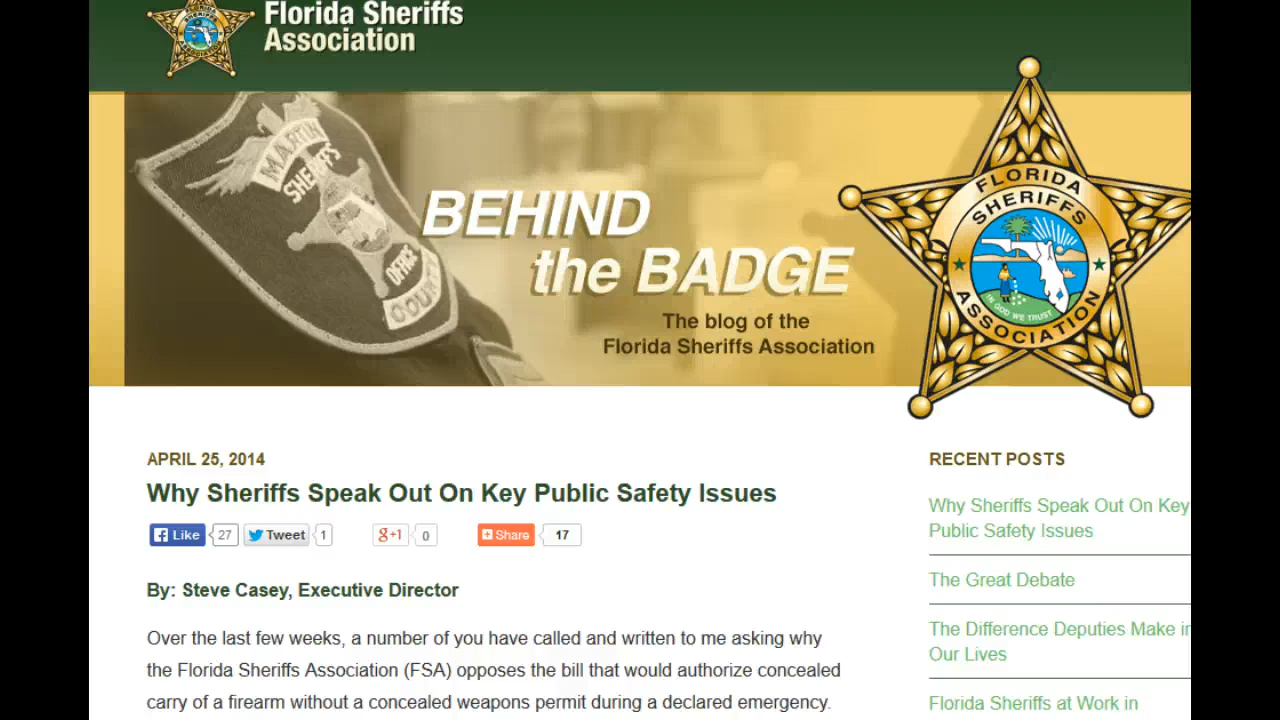 Florida Sheriffs
Association
MARTIN
SHERIFF'S
OFFICE
COUNTY
BEHIND
the BADGE
The blog of the
Florida Sheriffs Association
FLORIDA
SHERIFFS
IN GOD WE TRUST
ASSOCIATION
APRIL 25, 2014
Why Sheriffs Speak Out On Key Public Safety Issues
Like 27 Tweet 1 g+1 0 Share 17
By: Steve Casey, Executive Director
Over the last few weeks, a number of you have called and written to me asking why
the Florida Sheriffs Association (FSA) opposes the bill that would authorize concealed
carry of a firearm without a concealed weapons permit during a declared emergency.
RECENT POSTS
Why Sheriffs Speak Out On Key
Public Safety Issues
The Great Debate
The Difference Deputies Make in
Our Lives
Florida Sheriffs at Work in